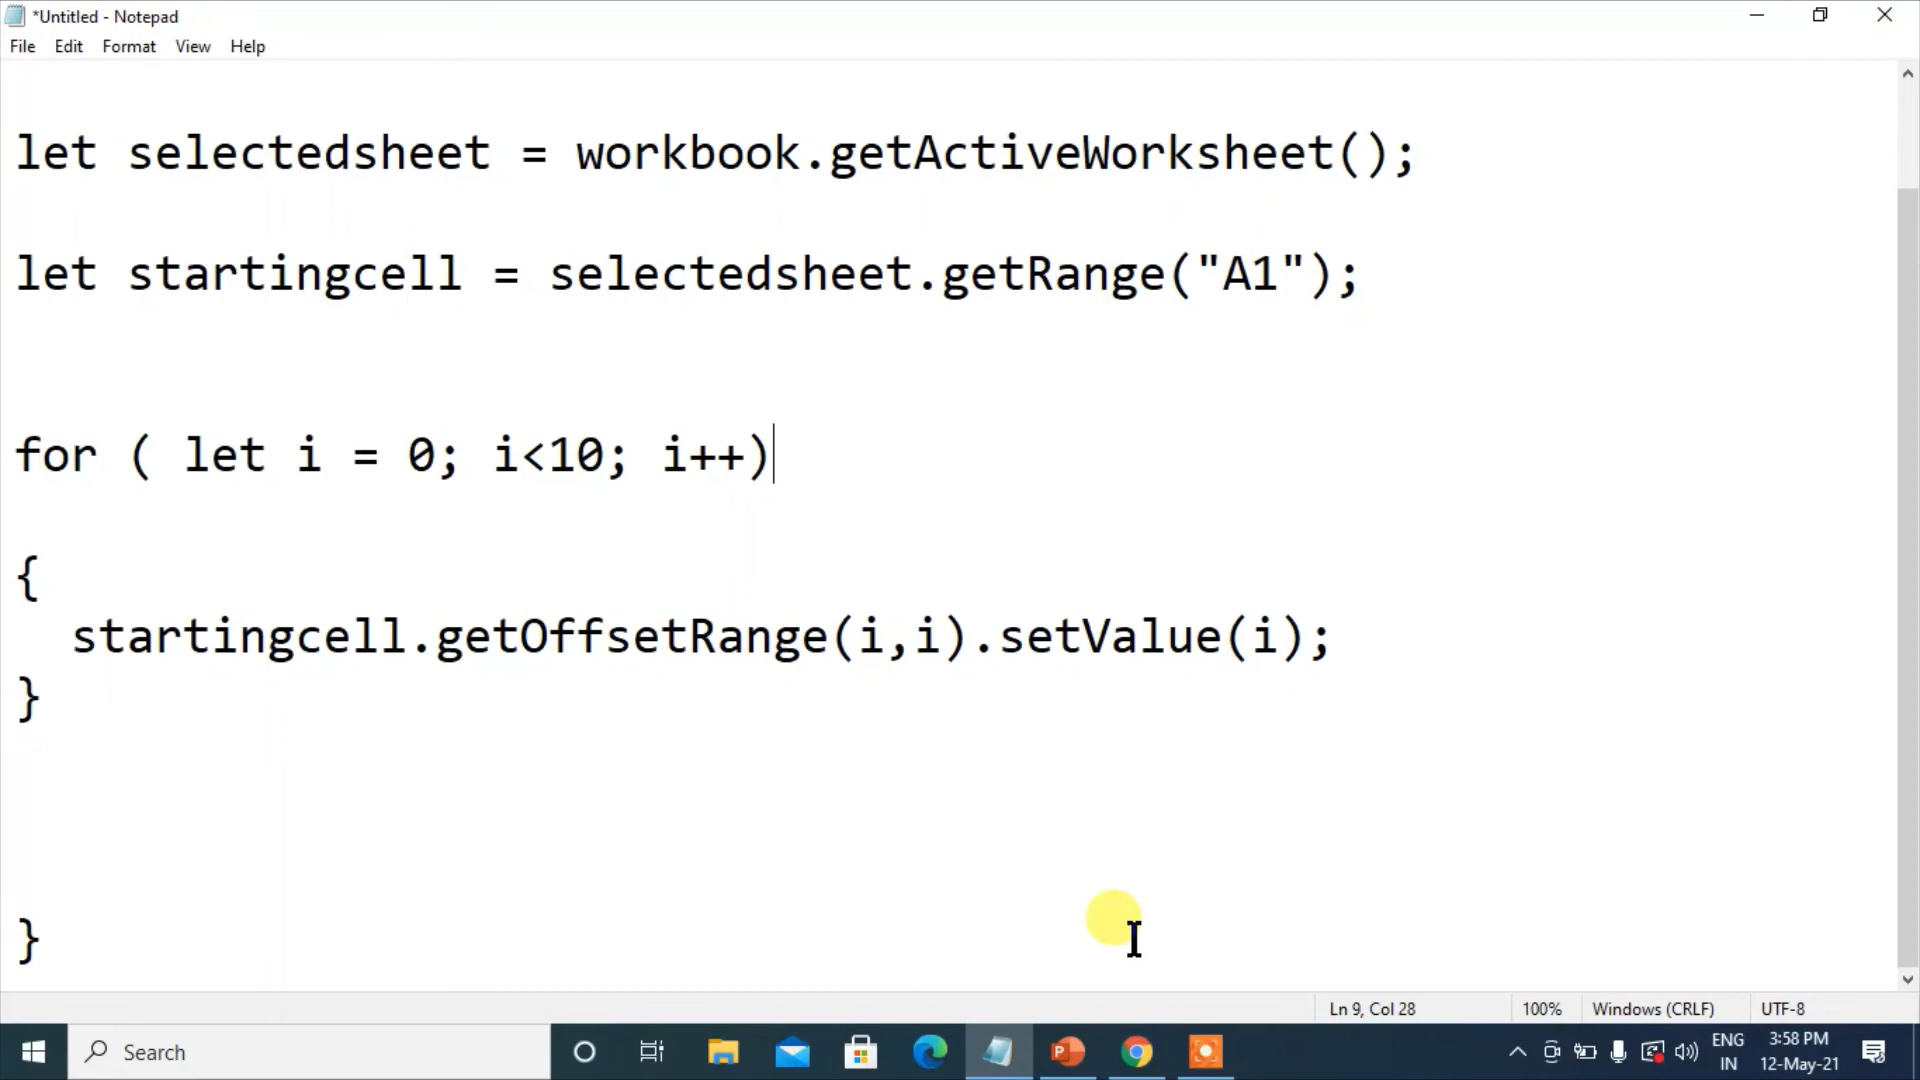 *Untitled - Notepad
File Edit Format View Help
let selectedsheet = workbook.getActiveWorksheet();
let startingcell = selectedsheet.getRange("A1");
for ( let i = 0; i<10; i++)
{
startingcell.getOffsetRange(i,i).setValue(i);
}
}
Ln 9, Col 28 100% Windows (CRLF) UTF-8
Search
ENG
IN
3:58 PM
12-May-21